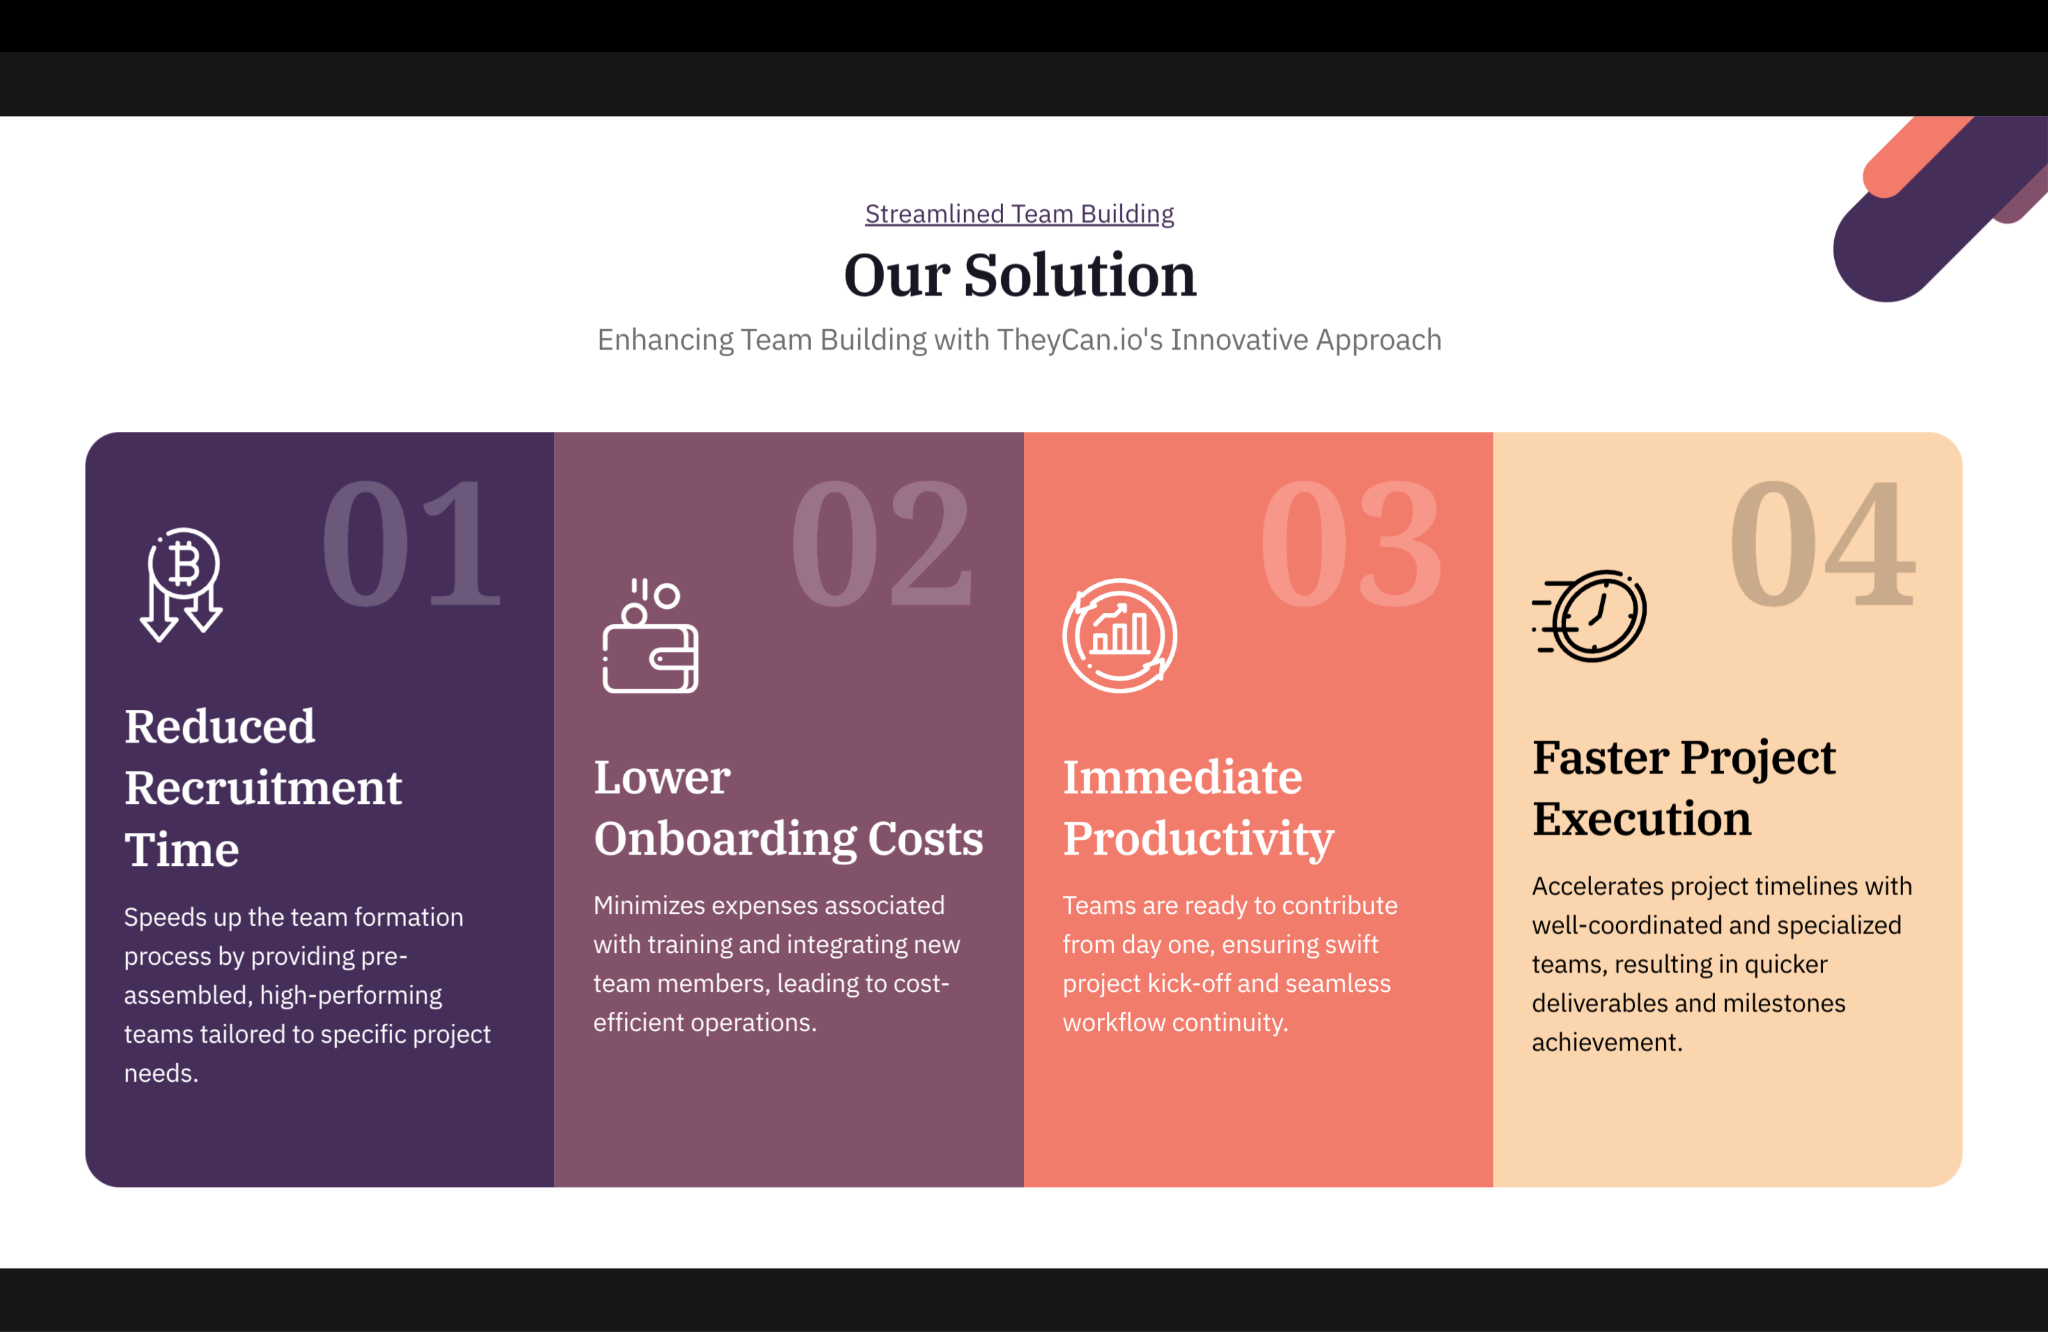 Streamlined Team Building
Our Solution
Enhancing Team Building with TheyCan.io's Innovative Approach
01
Reduced
Recruitment
Time
Speeds up the team formation
process by providing pre-
assembled, high-performing
teams tailored to specific project
needs.
02
Lower
Onboarding Costs
Minimizes expenses associated
with training and integrating new
team members, leading to cost-
efficient operations.
03
Immediate
Productivity
Teams are ready to contribute
from day one, ensuring swift
project kick-off and seamless
workflow continuity.
04
Faster Project
Execution
Accelerates project timelines with
well-coordinated and specialized
teams, resulting in quicker
deliverables and milestones
achievement.